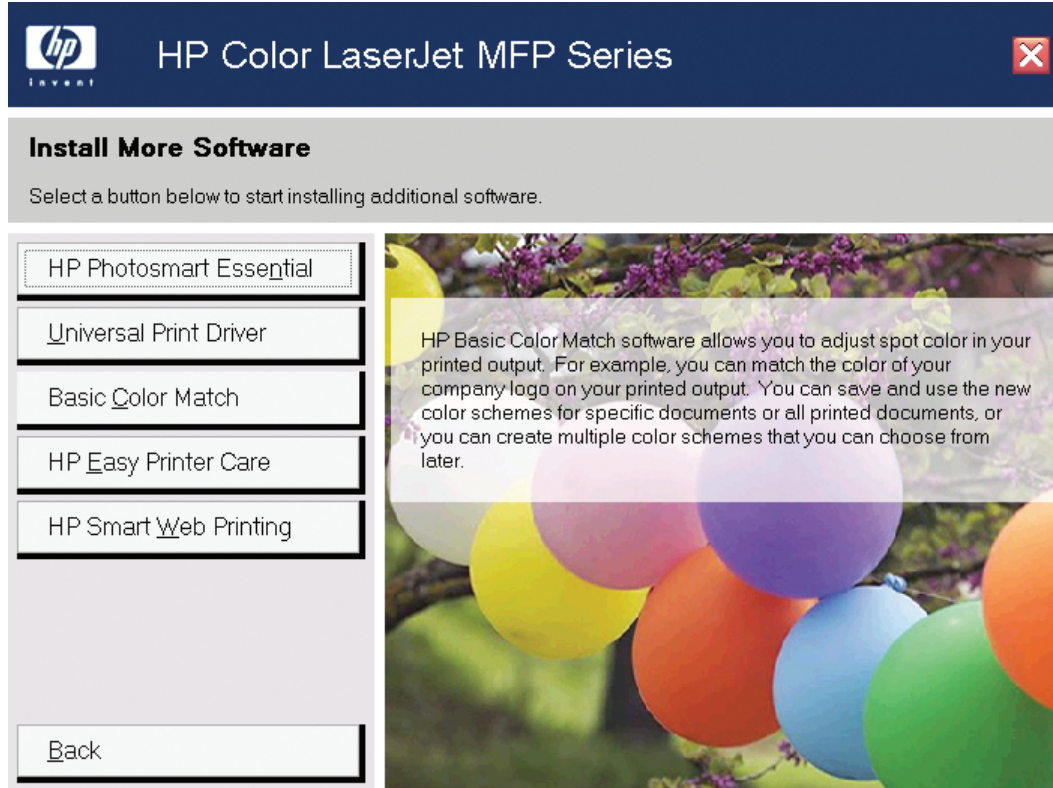 hp
invent
HP Color LaserJet MFP Series
Install More Software
Select a button below to start installing additional software.
HP Photosmart Essential
Universal Print Driver
Basic Color Match
HP Easy Printer Care
HP Smart Web Printing
Back
HP Basic Color Match software allows you to adjust spot color in your
printed output. For example, you can match the color of your
company logo on your printed output. You can save and use the new
color schemes for specific documents or all printed documents, or
you can create multiple color schemes that you can choose from
later.